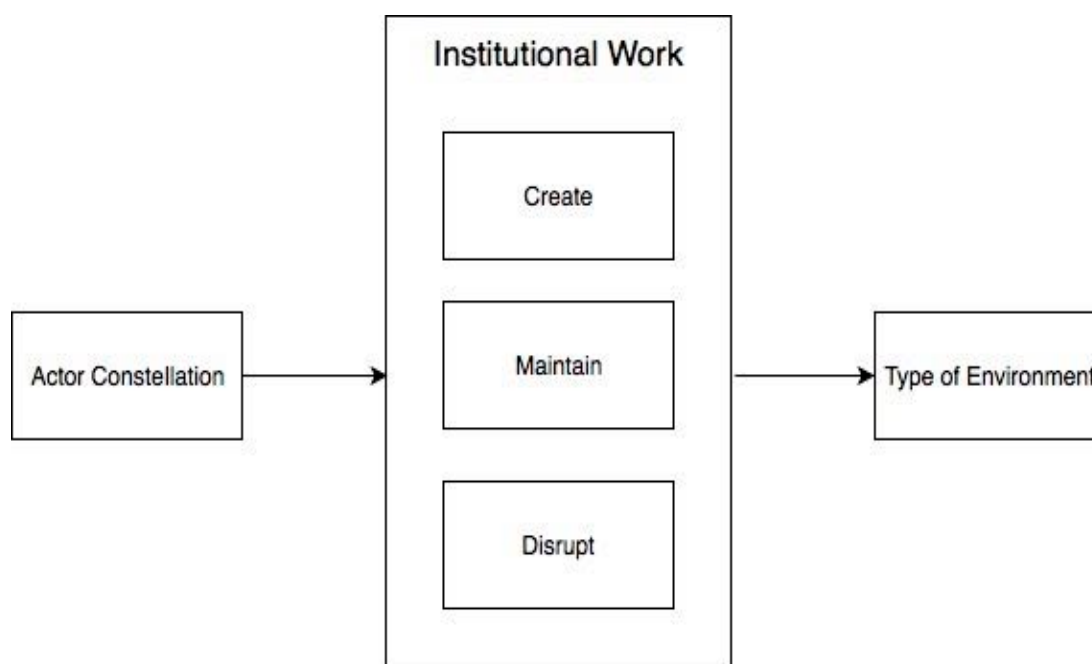 Institutional Work
Create
Actor Constellation
Maintain
Type of Environment
Disrupt